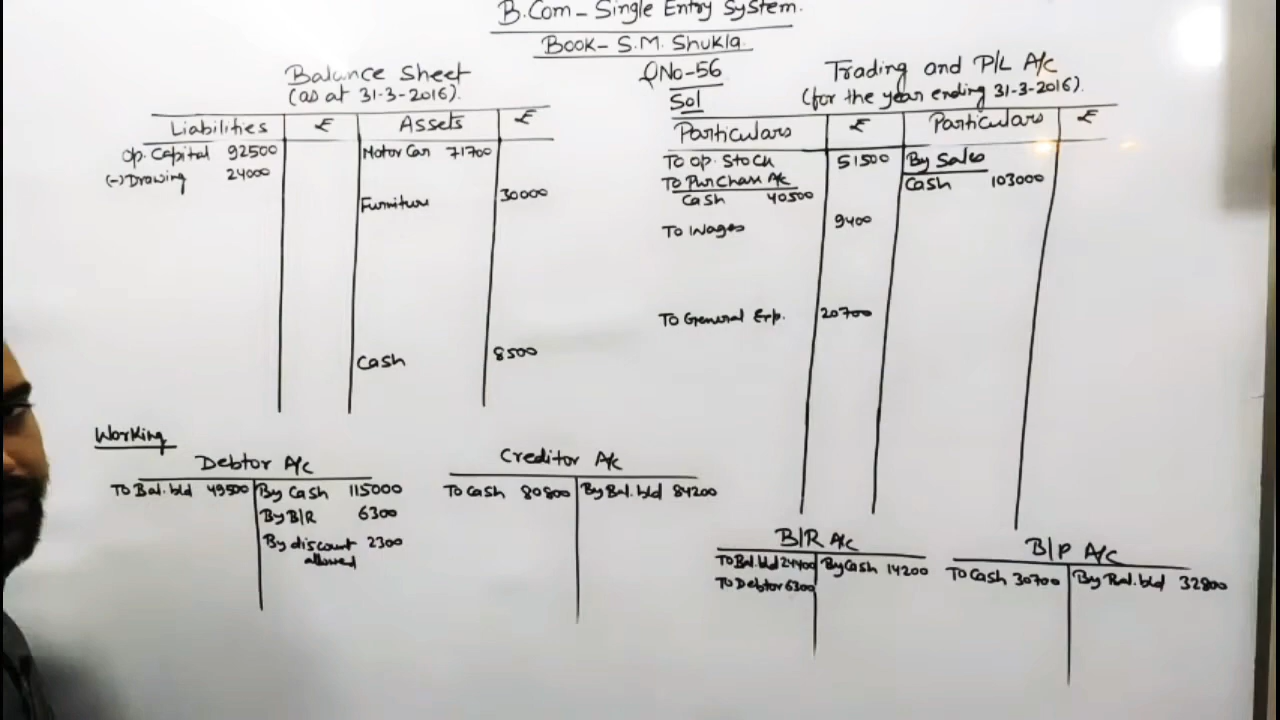 B.Com - Single Entry System.
Book - S.M. Shukla.
QNo-56
Sol
Balance Sheet
(as at 31-3-2016).
Liabilities ₹ Assets ₹
Op. Capital 92500 Motor Car 71700
(-) Drawing 24000
Furniture 30000
Cash 8500
Trading and P/L A/c
(for the year ending 31-3-2016).
Particulars ₹ Particulars ₹
To Op. Stock 51500 By Sales
To Purchase A/c Cash 103000
Cash 40500
To Wages 9400
To General Exp. 20700
Working
Debtor A/c
To Bal. b/d 49500 By Cash 115000
By B/R 6300
By discount 2300
allowed
Creditor A/c
To Cash 80800 By Bal. b/d 84200
B/R A/c
To Bal. b/d 24400 By Cash 14200
To Debtor 6300
B/P A/c
To Cash 30700 By Bal. b/d 32800